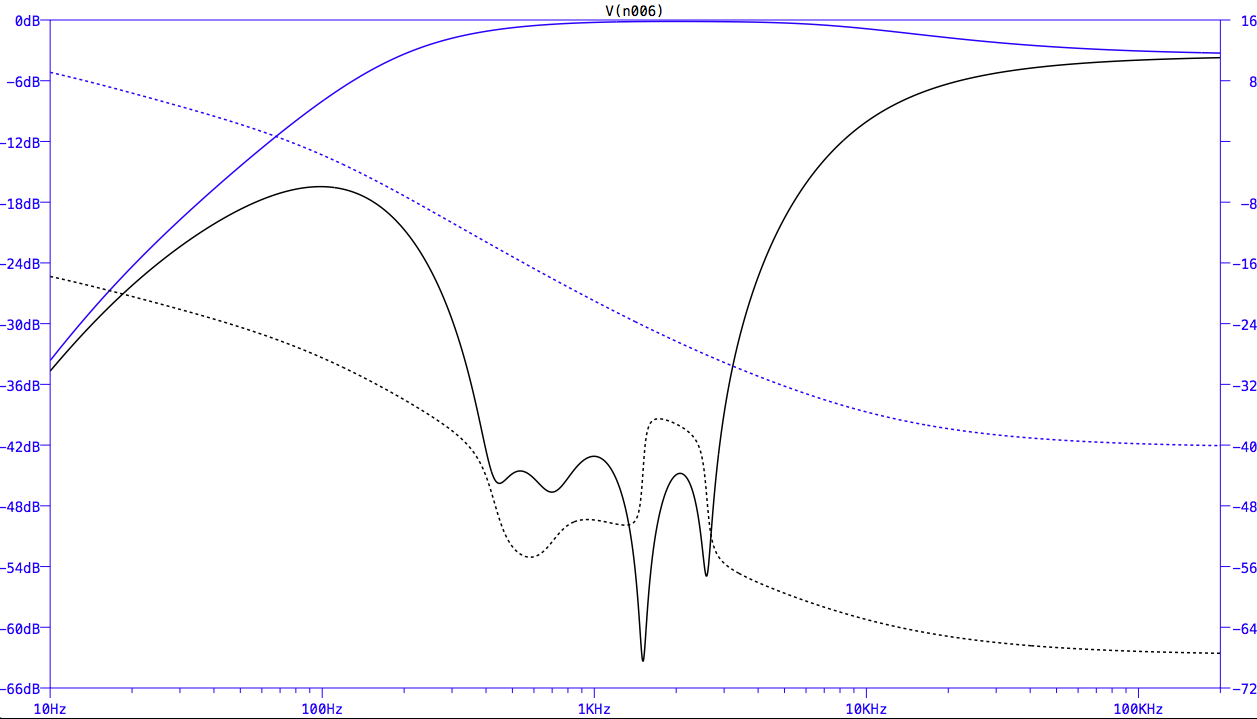 V(n006)
0dB 16
-6dB 8
-12dB
-18dB -8
-24dB -16
-30dB -24
-36dB -32
-42dB -40
-48dB -48
-54dB -56
-60dB -64
-66dB -72
10Hz 100Hz 1KHz 10KHz 100KHz